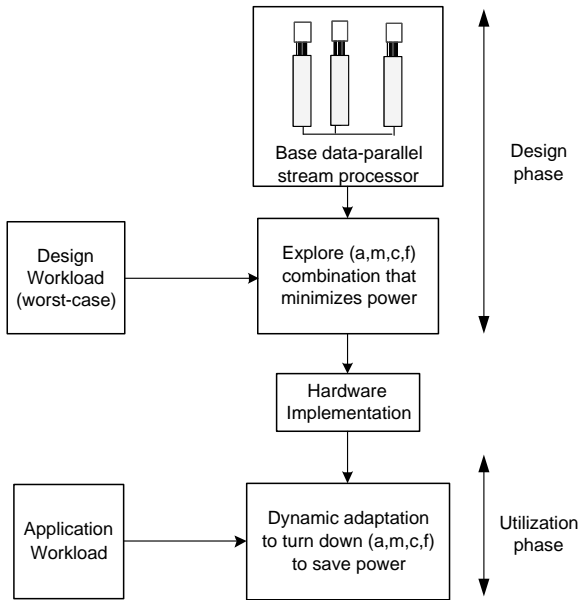 Base data-parallel
stream processor
Design
phase
Design
Workload
(worst-case)
Explore (a,m,c,f)
combination that
minimizes power
Hardware
Implementation
Application
Workload
Dynamic adaptation
to turn down (a,m,c,f)
to save power
Utilization
phase